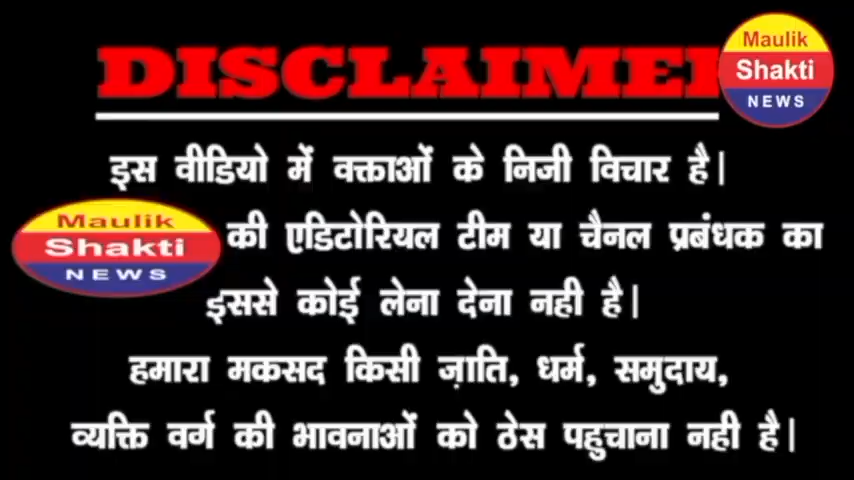 DISCLAIMER
Maulik
Shakti
NEWS
इस वीडियो में वक्ताओं के निजी विचार है|
Maulik
Shakti
NEWS
की एडिटोरियल टीम या चैनल प्रबंधक का
इससे कोई लेना देना नही है|
हमारा मकसद किसी ज़ाति, धर्म, समुदाय,
व्यक्ति वर्ग की भावनाओं को ठेस पहुचाना नही है|